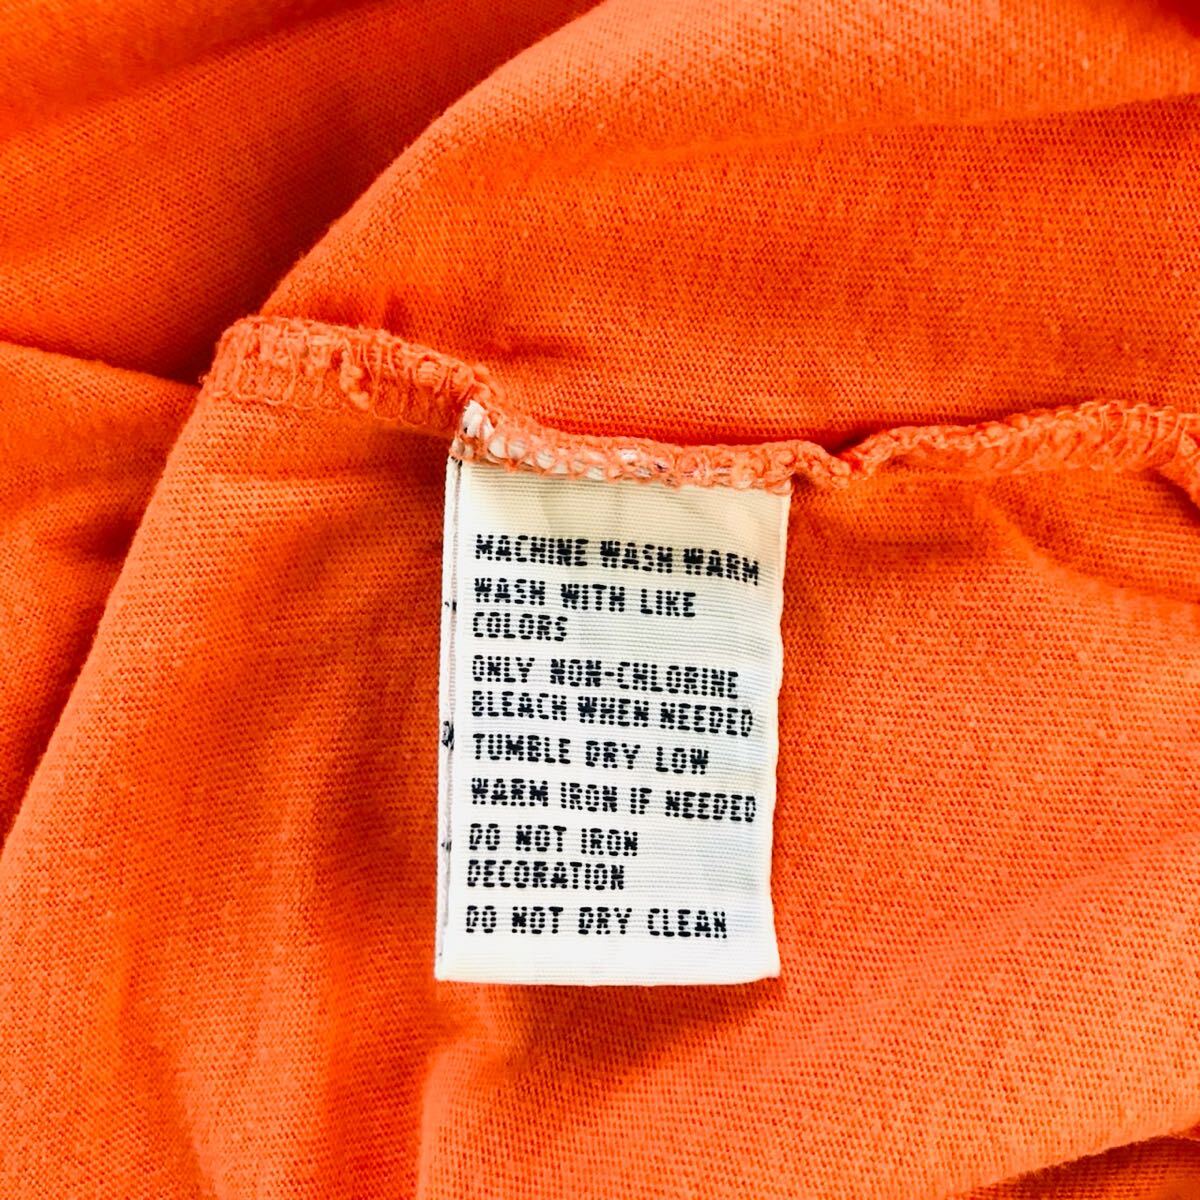 MACHINE WASH WARM
WASH WITH LIKE
COLORS
ONLY NON-CHLORINE
BLEACH WHEN NEEDED
TUMBLE DRY LOW
WARM IRON IF NEEDED
DO NOT IRON
DECORATION
DO NOT DRY CLEAN